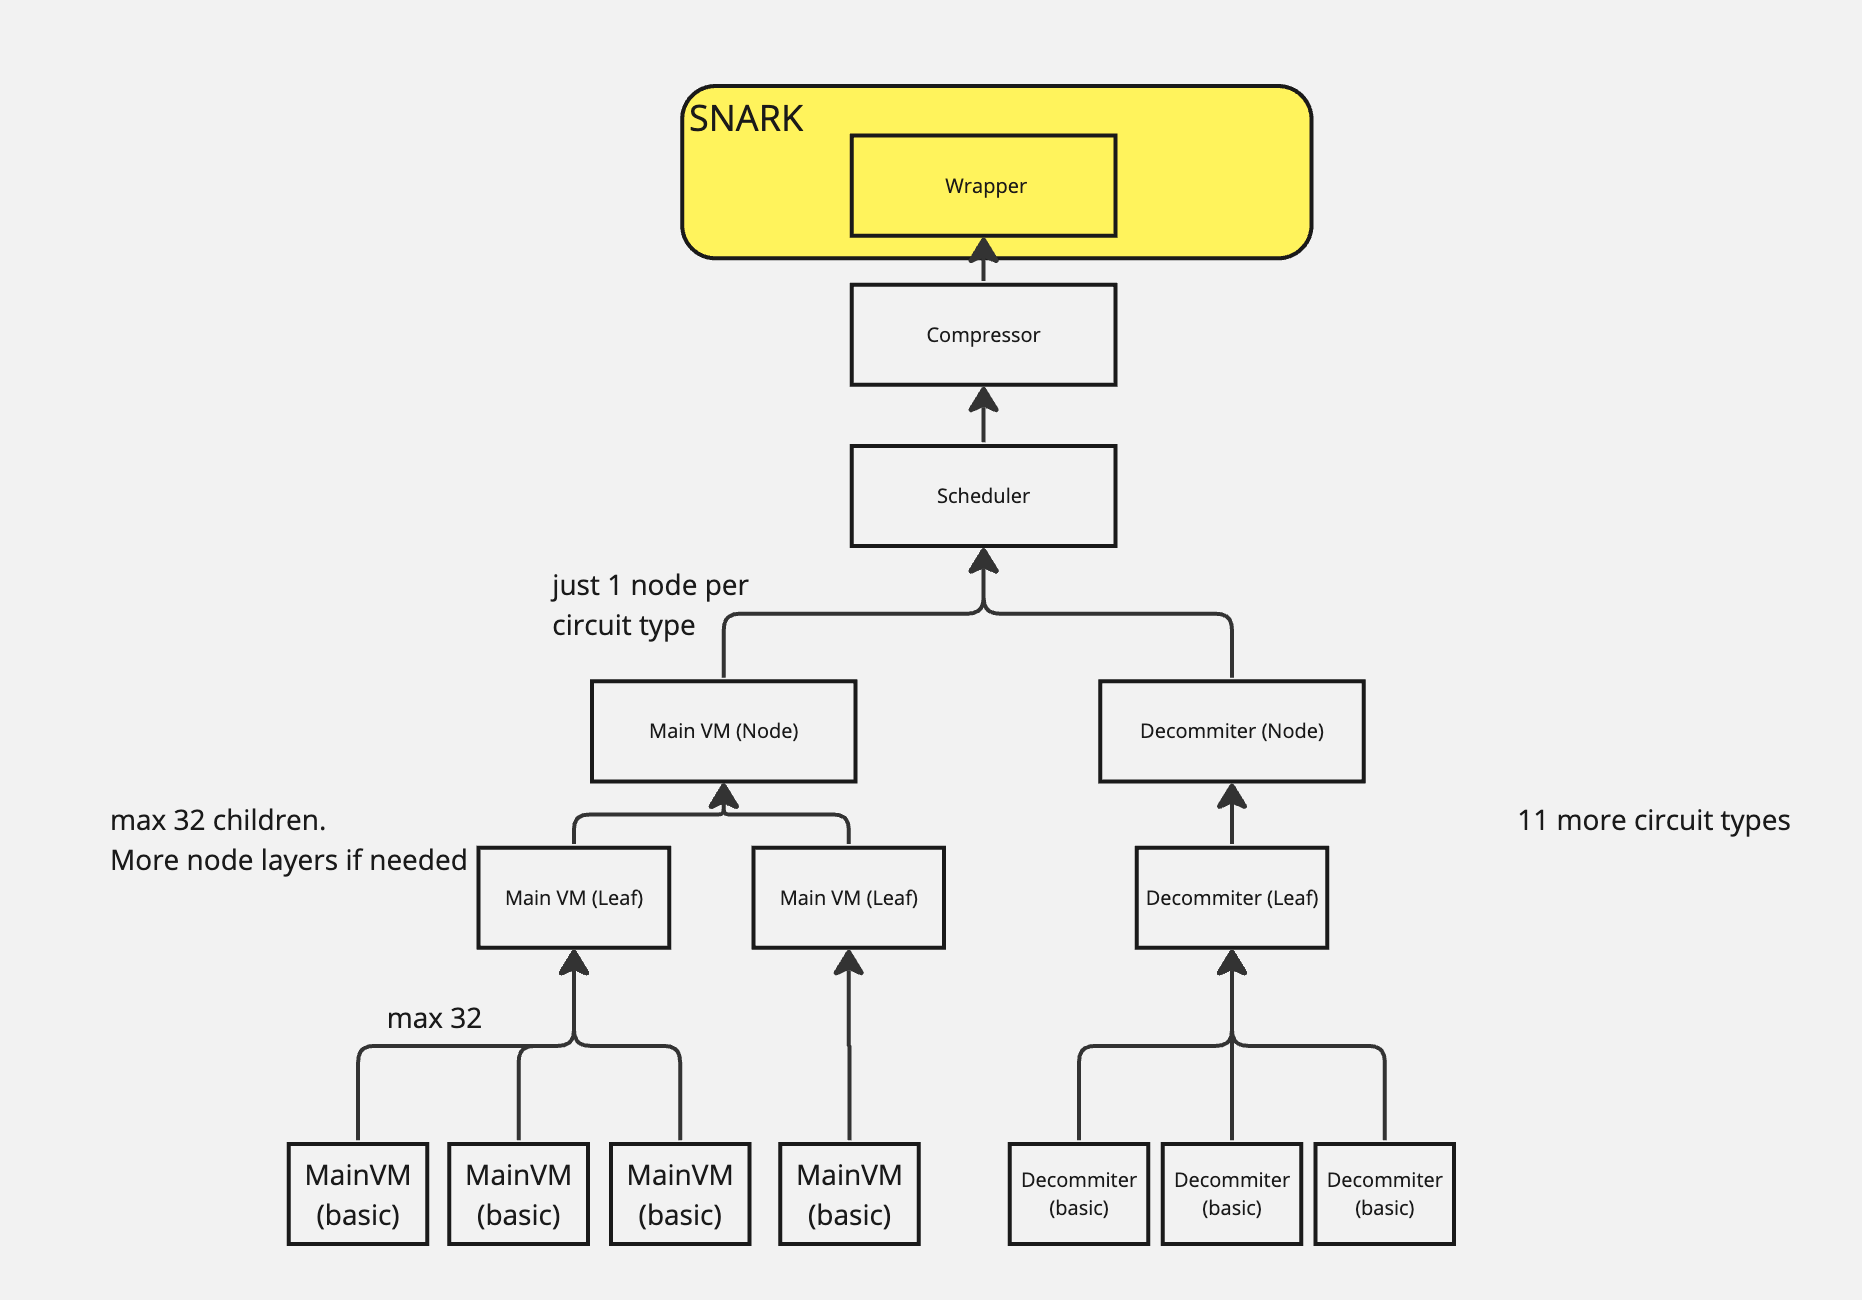 SNARK
Wrapper
Compressor
Scheduler
just 1 node per
circuit type
Main VM (Node)
Decommiter (Node)
max 32 children.
More node layers if needed
11 more circuit types
Main VM (Leaf)
Main VM (Leaf)
Decommiter (Leaf)
max 32
MainVM
(basic)
MainVM
(basic)
MainVM
(basic)
MainVM
(basic)
Decommiter
(basic)
Decommiter
(basic)
Decommiter
(basic)